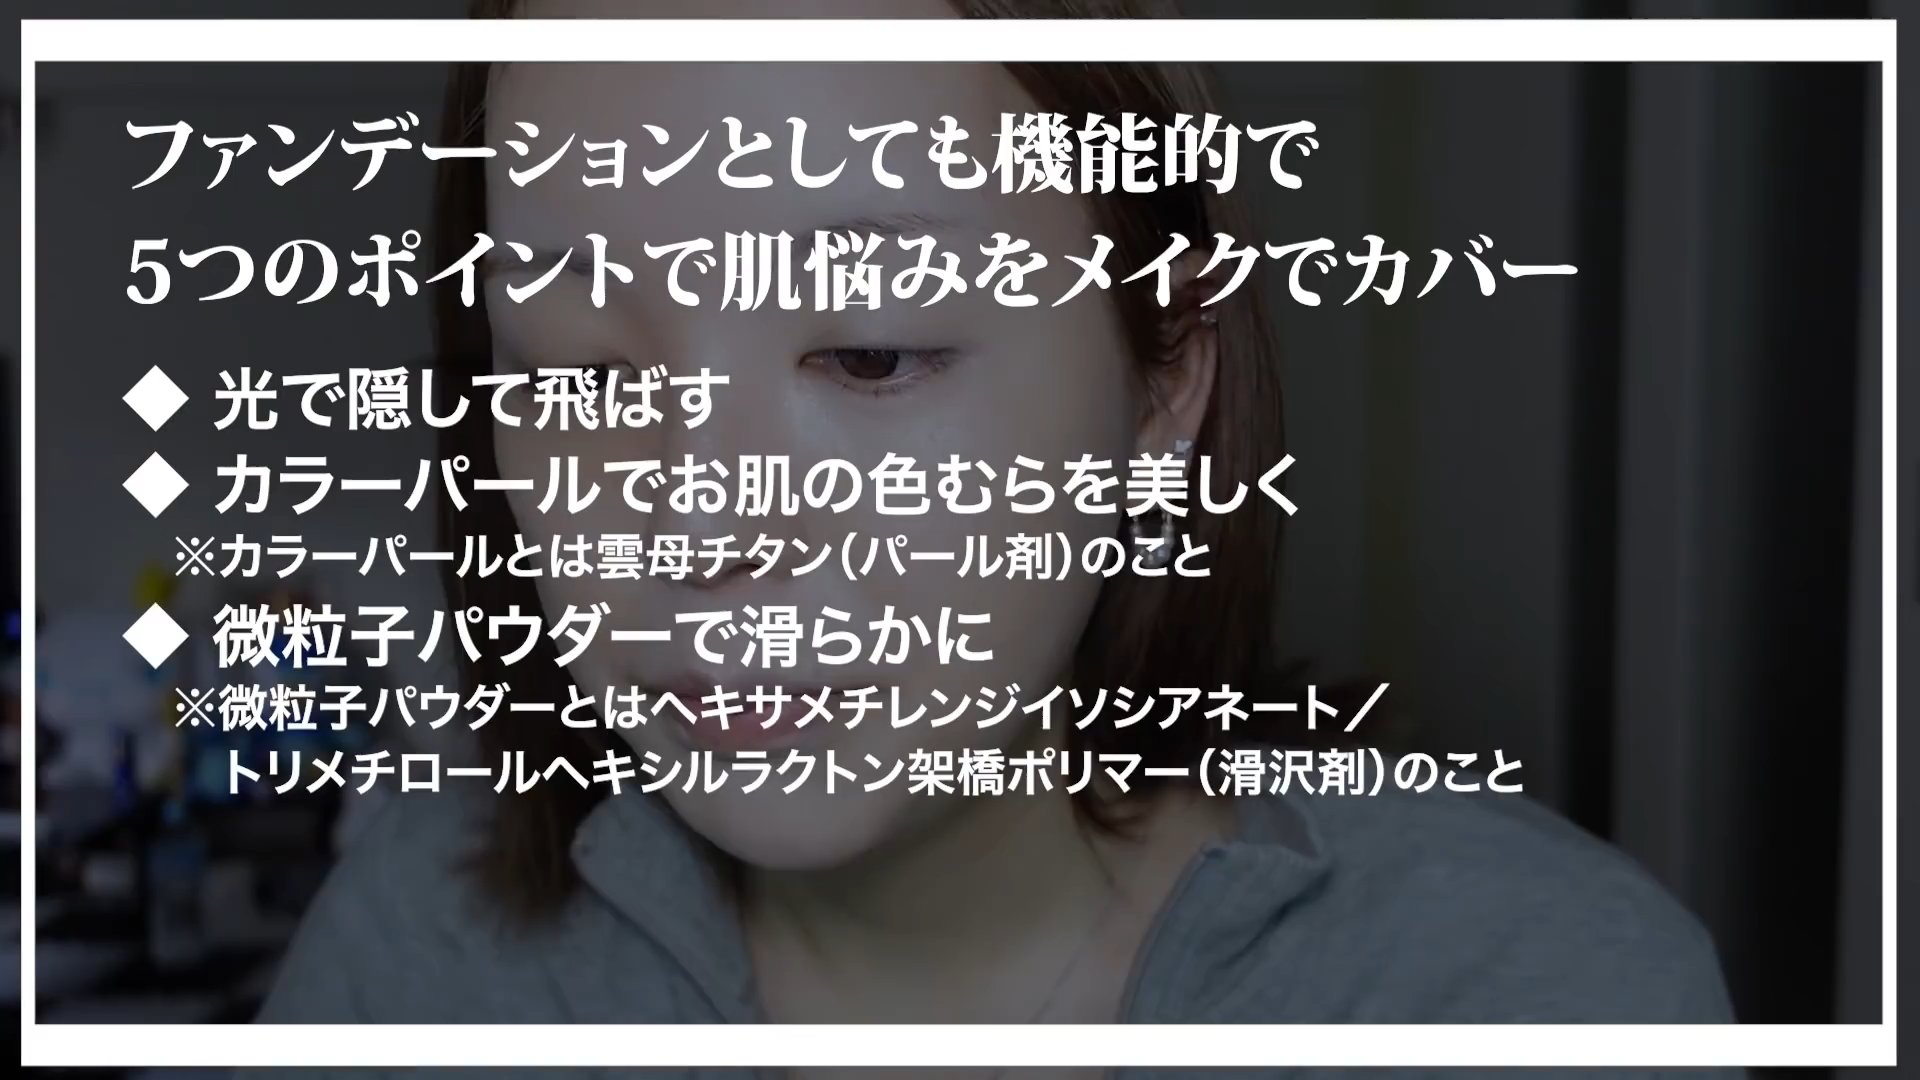 ファンデーションとしても機能的で
5つのポイントで肌悩みをメイクでカバー
◆ 光で隠して飛ばす
◆ カラーパールでお肌の色むらを美しく
※カラーパールとは雲母チタン(パール剤)のこと
◆ 微粒子パウダーで滑らかに
※微粒子パウダーとはヘキサメチレンジイソシアネート／
トリメチロールヘキシルラクトン架橋ポリマー(滑沢剤)のこと